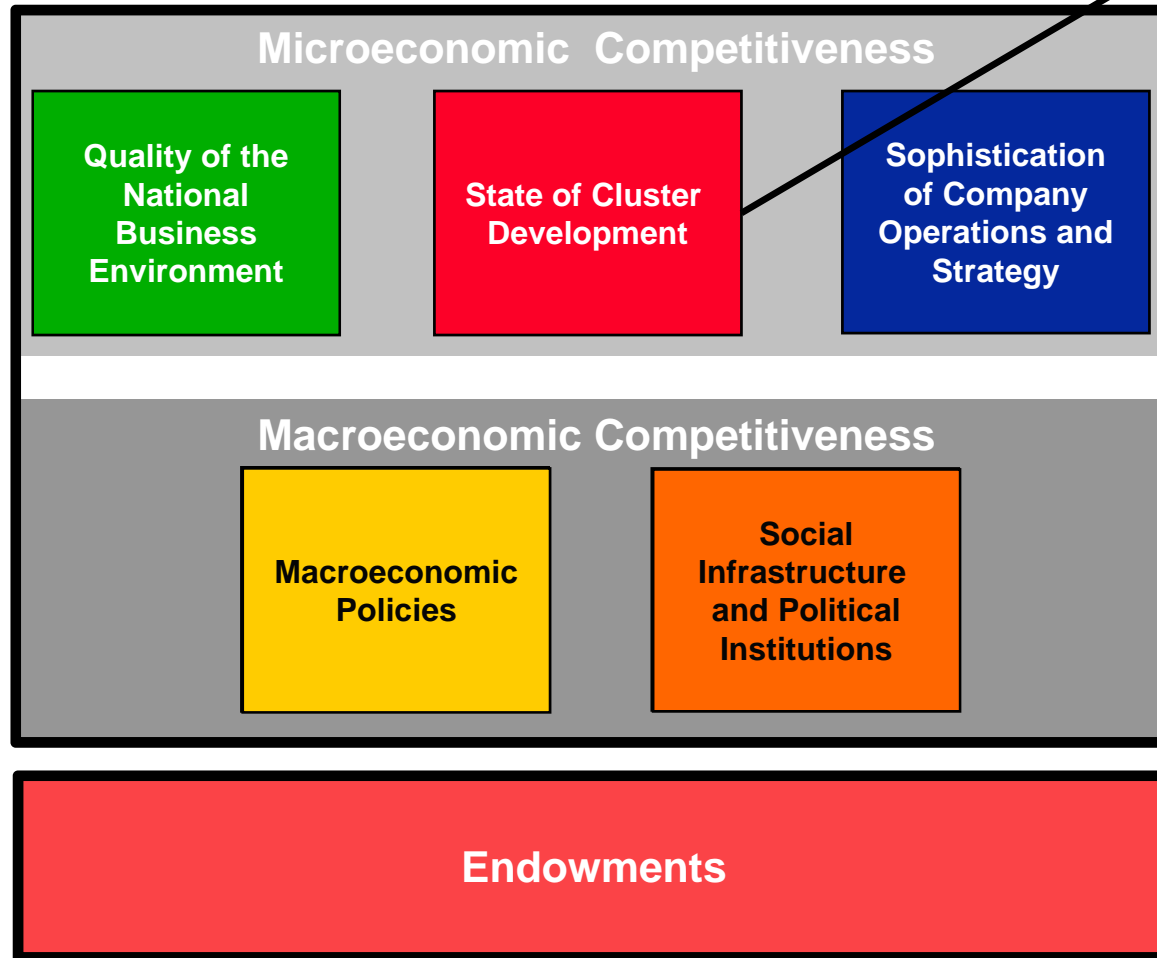 Microeconomic  Competitiveness
Quality of the
National
Business
Environment
State of Cluster
Development
Sophistication
of Company
Operations and
Strategy
Macroeconomic Competitiveness
Macroeconomic
Policies
Social
Infrastructure
and Political
Institutions
Endowments